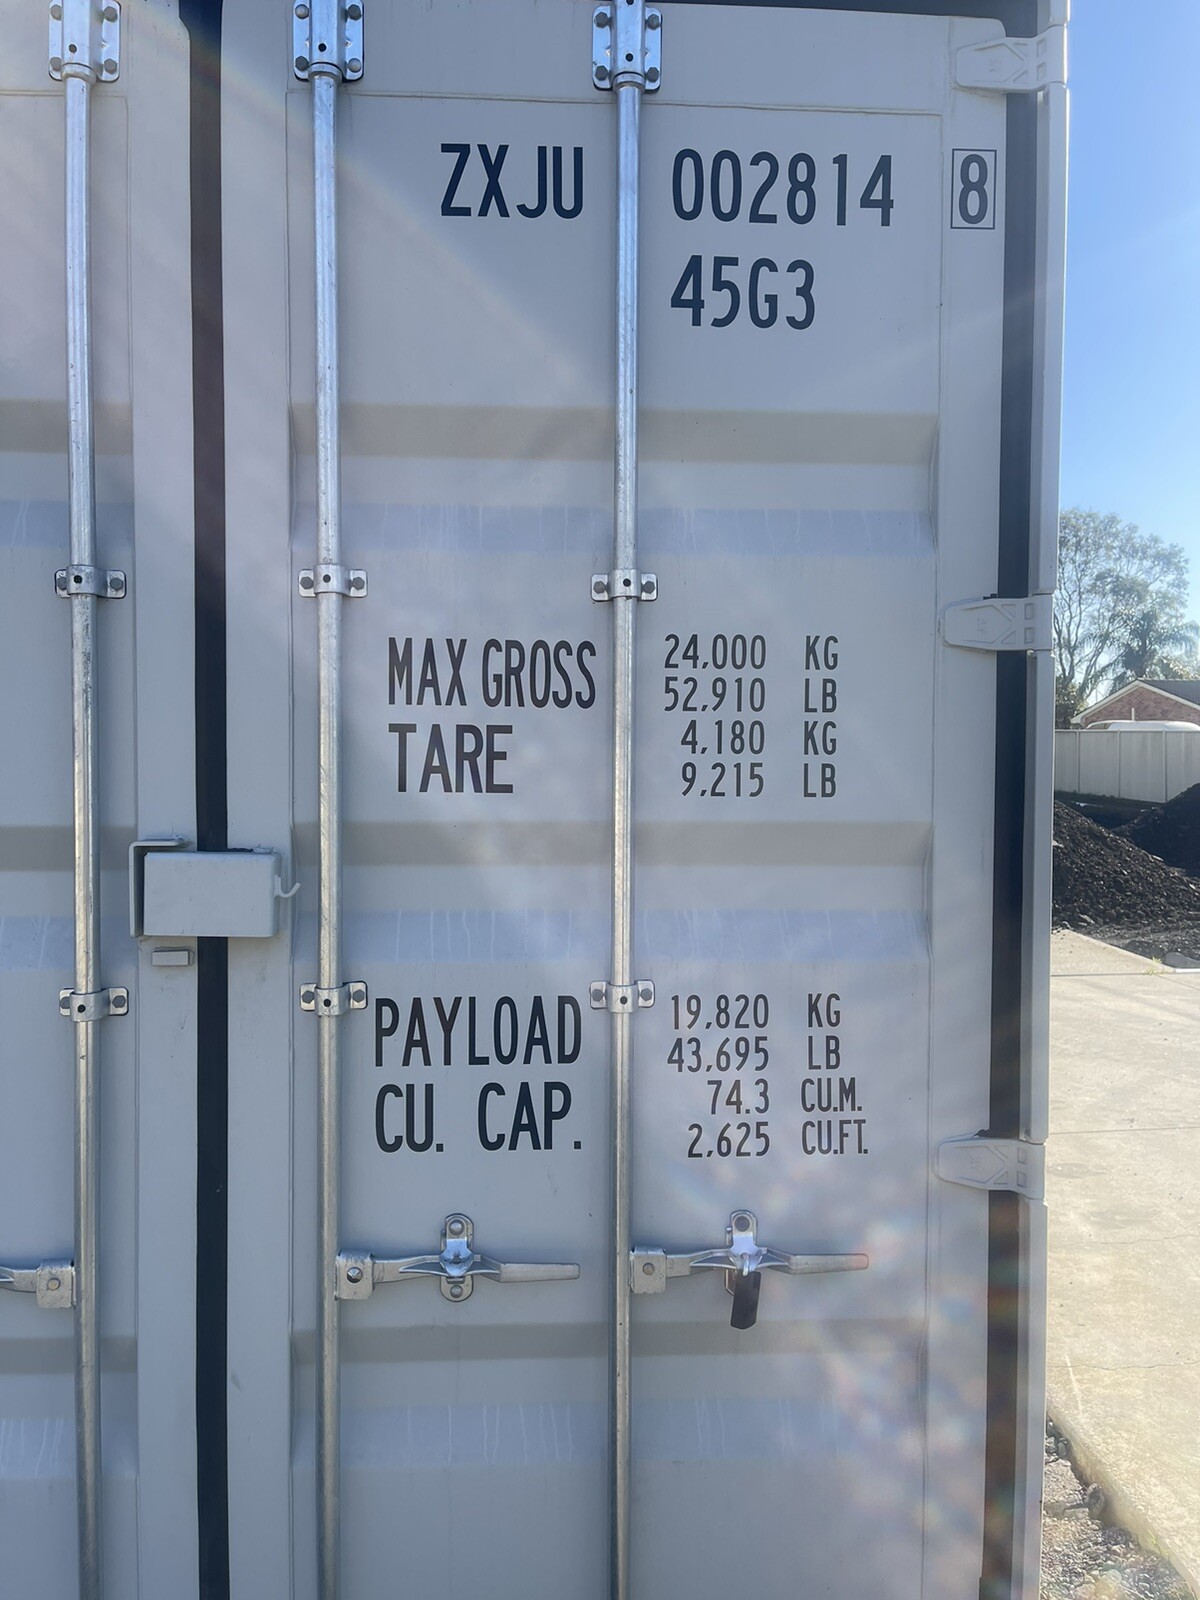 ZXJU 002814 8
45G3
MAX GROSS 24,000 KG
52,910 LB
TARE 4,180 KG
9,215 LB
PAYLOAD 19,820 KG
43,695 LB
CU. CAP. 74.3 CU.M.
2,625 CU.FT.